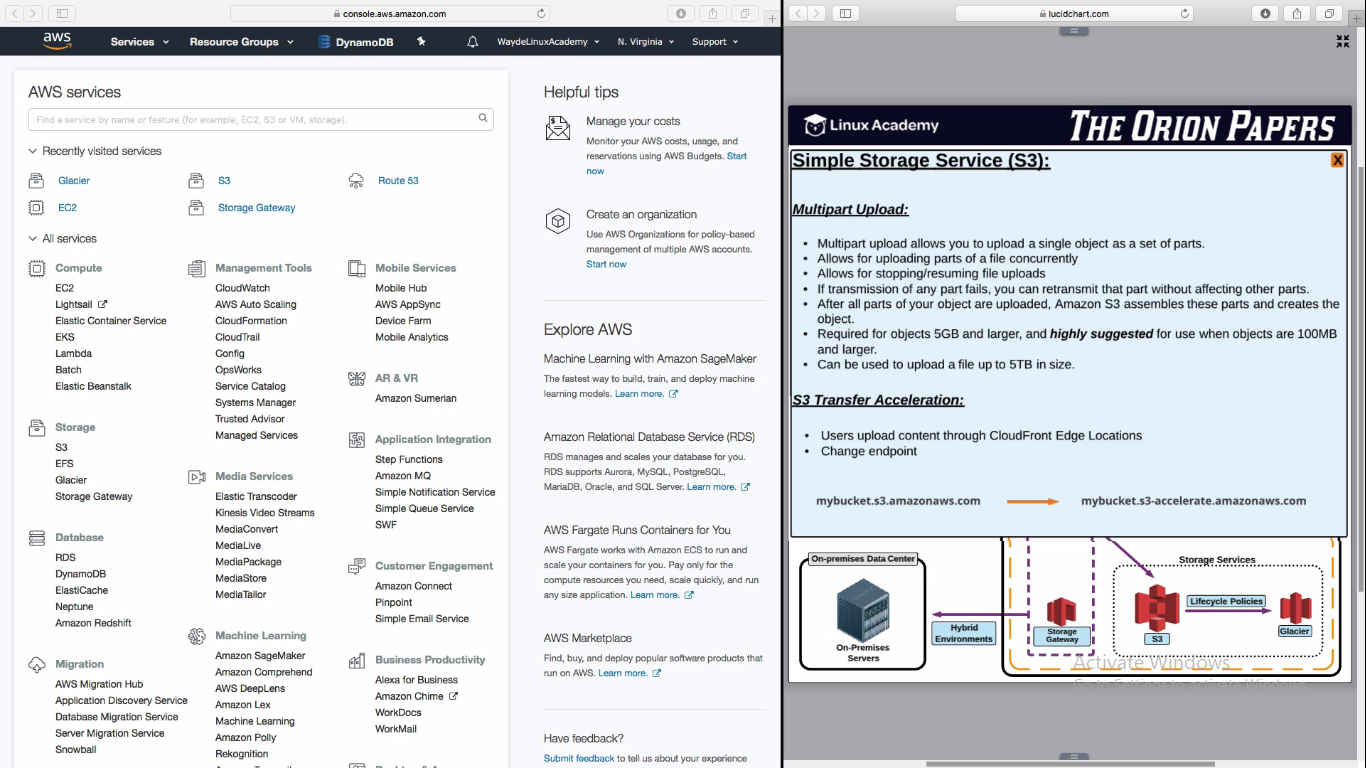 console.aws.amazon.com
aws
Services
Resource Groups
DynamoDB
WaydeLinuxAcademy
N. Virginia
Support
AWS services
Find a service by name or feature (for example, EC2, S3 or VM, storage).
Recently visited services
Glacier
S3
Route 53
EC2
Storage Gateway
All services
Compute
EC2
Lightsail
Elastic Container Service
EKS
Lambda
Batch
Elastic Beanstalk
Storage
S3
EFS
Glacier
Storage Gateway
Database
RDS
DynamoDB
ElastiCache
Neptune
Amazon Redshift
Migration
AWS Migration Hub
Application Discovery Service
Database Migration Service
Server Migration Service
Snowball
Management Tools
CloudWatch
AWS Auto Scaling
CloudFormation
CloudTrail
Config
OpsWorks
Service Catalog
Systems Manager
Trusted Advisor
Managed Services
Media Services
Elastic Transcoder
Kinesis Video Streams
MediaConvert
MediaLive
MediaPackage
MediaStore
MediaTailor
Machine Learning
Amazon SageMaker
Amazon Comprehend
AWS DeepLens
Amazon Lex
Machine Learning
Amazon Polly
Rekognition
Mobile Services
Mobile Hub
AWS AppSync
Device Farm
Mobile Analytics
AR & VR
Amazon Sumerian
Application Integration
Step Functions
Amazon MQ
Simple Notification Service
Simple Queue Service
SWF
Customer Engagement
Amazon Connect
Pinpoint
Simple Email Service
Business Productivity
Alexa for Business
Amazon Chime
WorkDocs
WorkMail
Helpful tips
Manage your costs
Monitor your AWS costs, usage, and
reservations using AWS Budgets. Start
now
Create an organization
Use AWS Organizations for policy-based
management of multiple AWS accounts.
Start now
Explore AWS
Machine Learning with Amazon SageMaker
The fastest way to build, train, and deploy machine
learning models. Learn more.
Amazon Relational Database Service (RDS)
RDS manages and scales your database for you.
RDS supports Aurora, MySQL, PostgreSQL,
MariaDB, Oracle, and SQL Server. Learn more.
AWS Fargate Runs Containers for You
AWS Fargate works with Amazon ECS to run and
scale your containers for you. Pay only for the
compute resources you need, scale quickly, and run
any size application. Learn more.
AWS Marketplace
Find, buy, and deploy popular software products that
run on AWS. Learn more.
Have feedback?
Submit feedback to tell us about your experience
lucidchart.com
Linux Academy
THE ORION PAPERS
Simple Storage Service (S3):
X
Multipart Upload:
• Multipart upload allows you to upload a single object as a set of parts.
• Allows for uploading parts of a file concurrently
• Allows for stopping/resuming file uploads
• If transmission of any part fails, you can retransmit that part without affecting other parts.
• After all parts of your object are uploaded, Amazon S3 assembles these parts and creates the
object.
• Required for objects 5GB and larger, and highly suggested for use when objects are 100MB
and larger.
• Can be used to upload a file up to 5TB in size.
S3 Transfer Acceleration:
• Users upload content through CloudFront Edge Locations
• Change endpoint
mybucket.s3.amazonaws.com
mybucket.s3-accelerate.amazonaws.com
On-premises Data Center
On-Premises
Servers
Hybrid
Environments
Storage
Gateway
Storage Services
S3
Lifecycle Policies
Glacier
Activate Windows
Go to Settings to activate Windows.